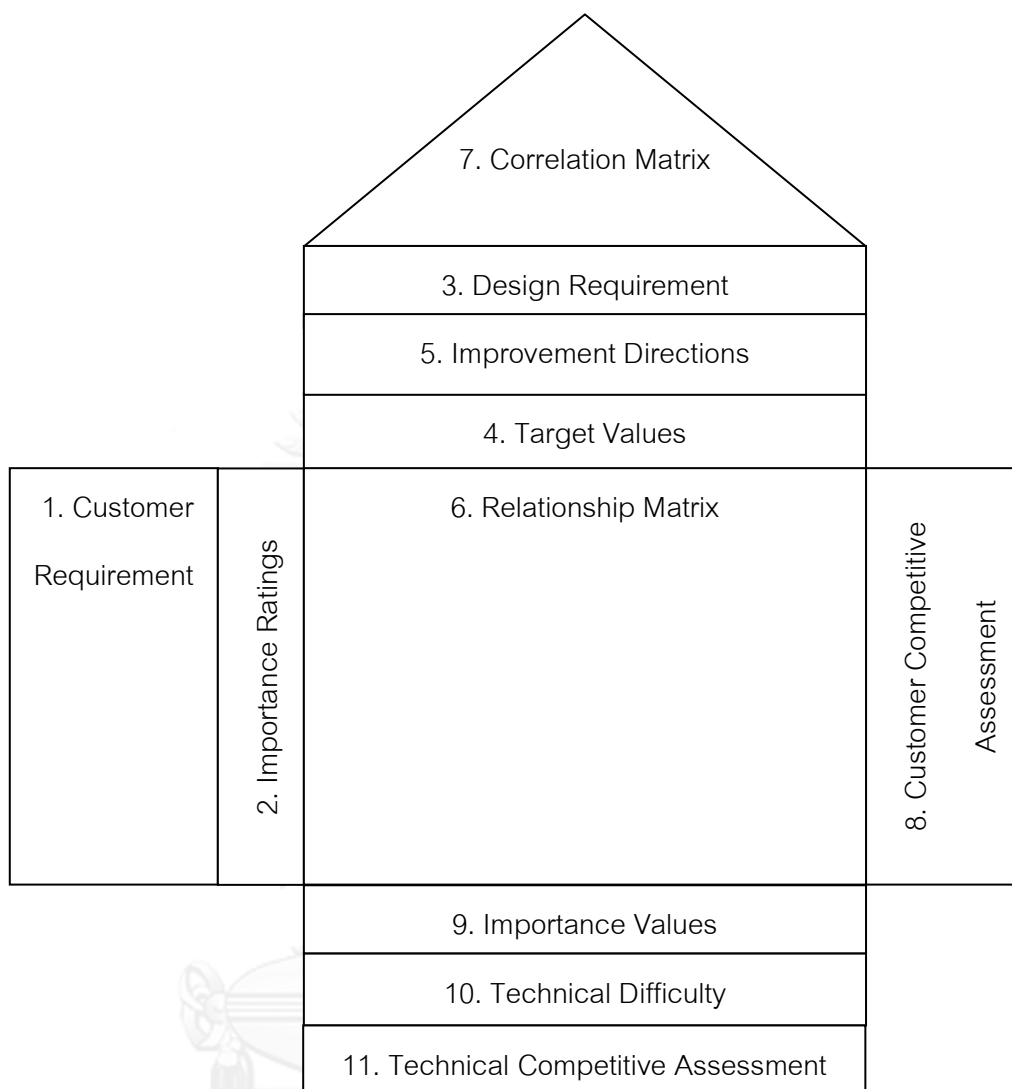 7. Correlation Matrix
3. Design Requirement
5. Improvement Directions
4. Target Values
1. Customer
Requirement
2. Importance Ratings
6. Relationship Matrix
8. Customer Competitive
Assessment
9. Importance Values
10. Technical Difficulty
11. Technical Competitive Assessment